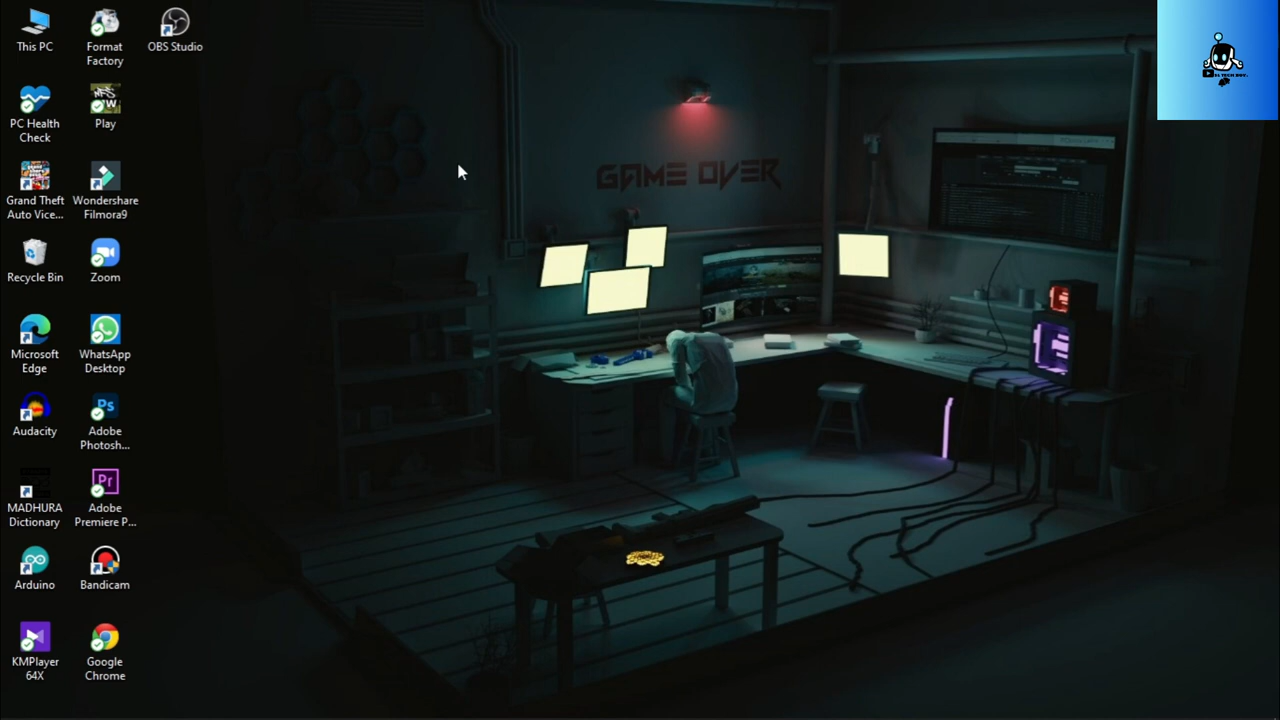 This PC
Format
Factory
OBS Studio
PC Health
Check
Play
Grand Theft
Auto Vice...
Wondershare
Filmora9
Recycle Bin
Zoom
Microsoft
Edge
WhatsApp
Desktop
Audacity
Adobe
Photosh...
MADHURA
Dictionary
Adobe
Premiere P...
Arduino
Bandicam
KMPlayer
64X
Google
Chrome
GAME OVER
Ps
Pr